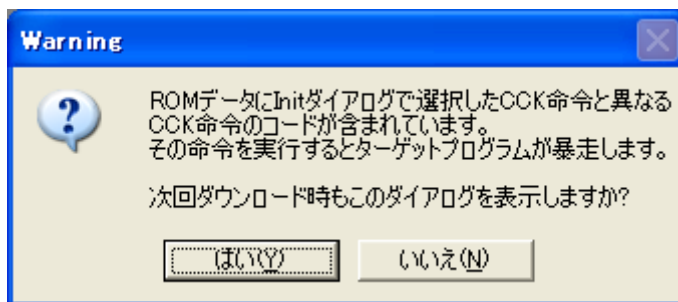 Warning
ROMデータにInitダイアログで選択したCCK命令と異なる
CCK命令のコードが含まれています。
その命令を実行するとターゲットプログラムが暴走します。
次回ダウンロード時もこのダイアログを表示しますか?
はい(Y)
いいえ(N)